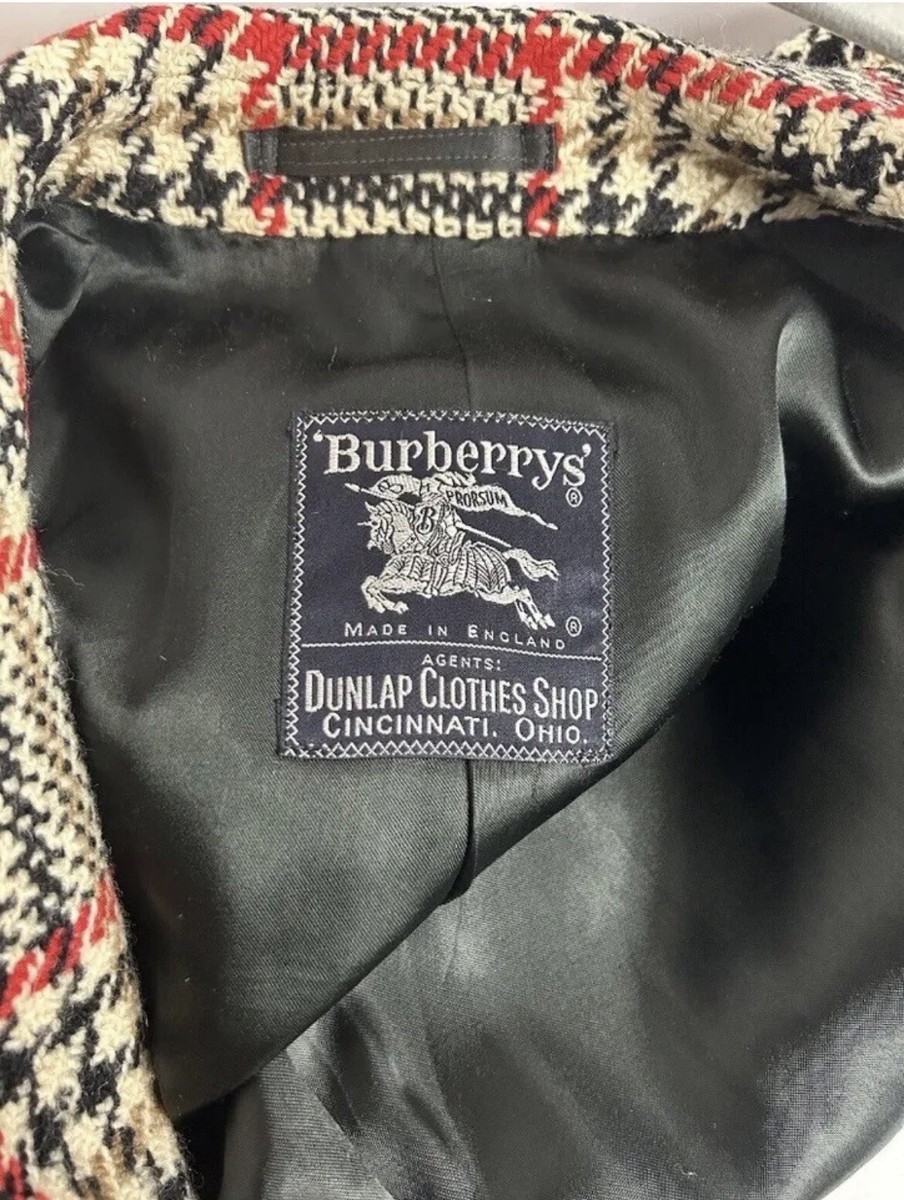 'Burberrys'
®
PRORSUM
B
MADE IN ENGLAND ®
AGENTS:
DUNLAP CLOTHES SHOP
CINCINNATI. OHIO.